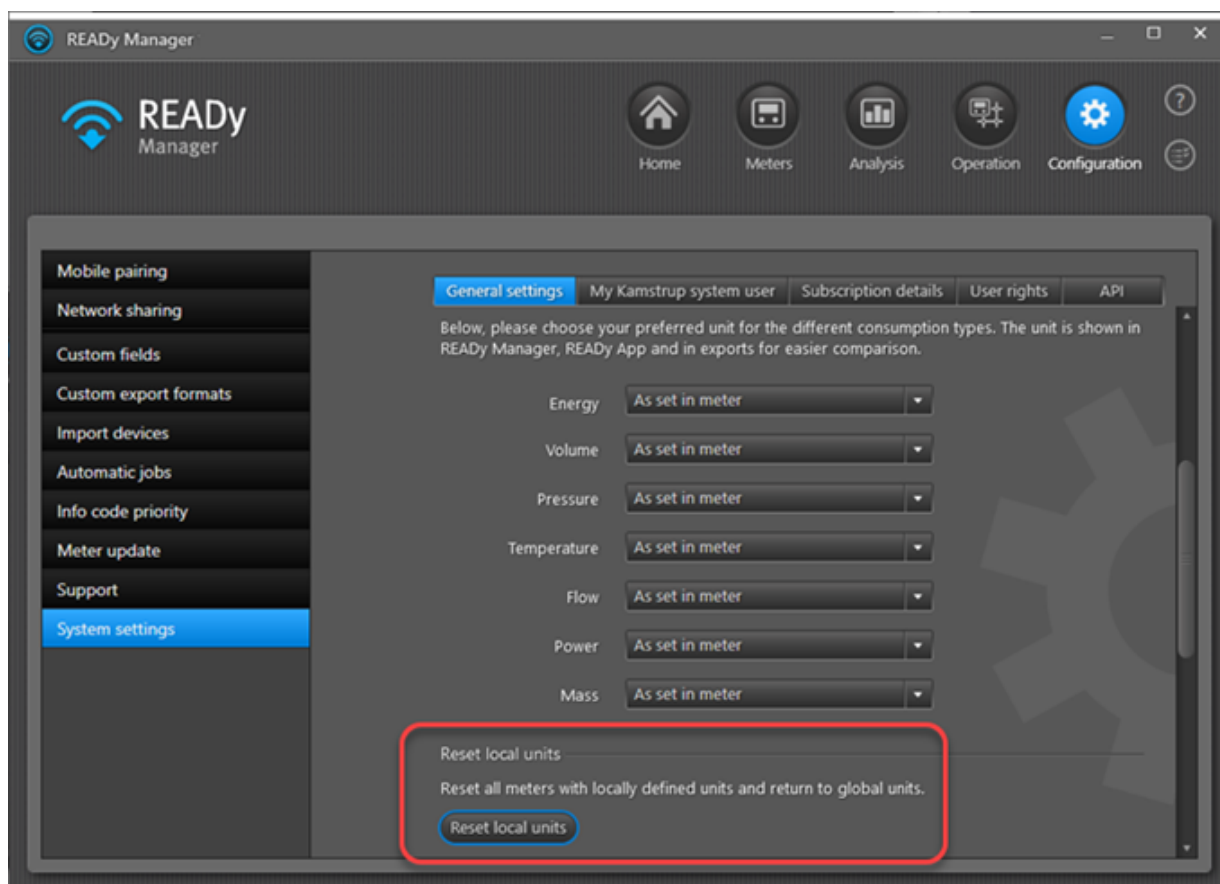 READy Manager
READy
Manager
Home
Meters
Analysis
Operation
Configuration
?
Mobile pairing
Network sharing
Custom fields
Custom export formats
Import devices
Automatic jobs
Info code priority
Meter update
Support
System settings
General settings
My Kamstrup system user
Subscription details
User rights
API
Below, please choose your preferred unit for the different consumption types. The unit is shown in
READy Manager, READy App and in exports for easier comparison.
Energy As set in meter
Volume As set in meter
Pressure As set in meter
Temperature As set in meter
Flow As set in meter
Power As set in meter
Mass As set in meter
Reset local units
Reset all meters with locally defined units and return to global units.
Reset local units